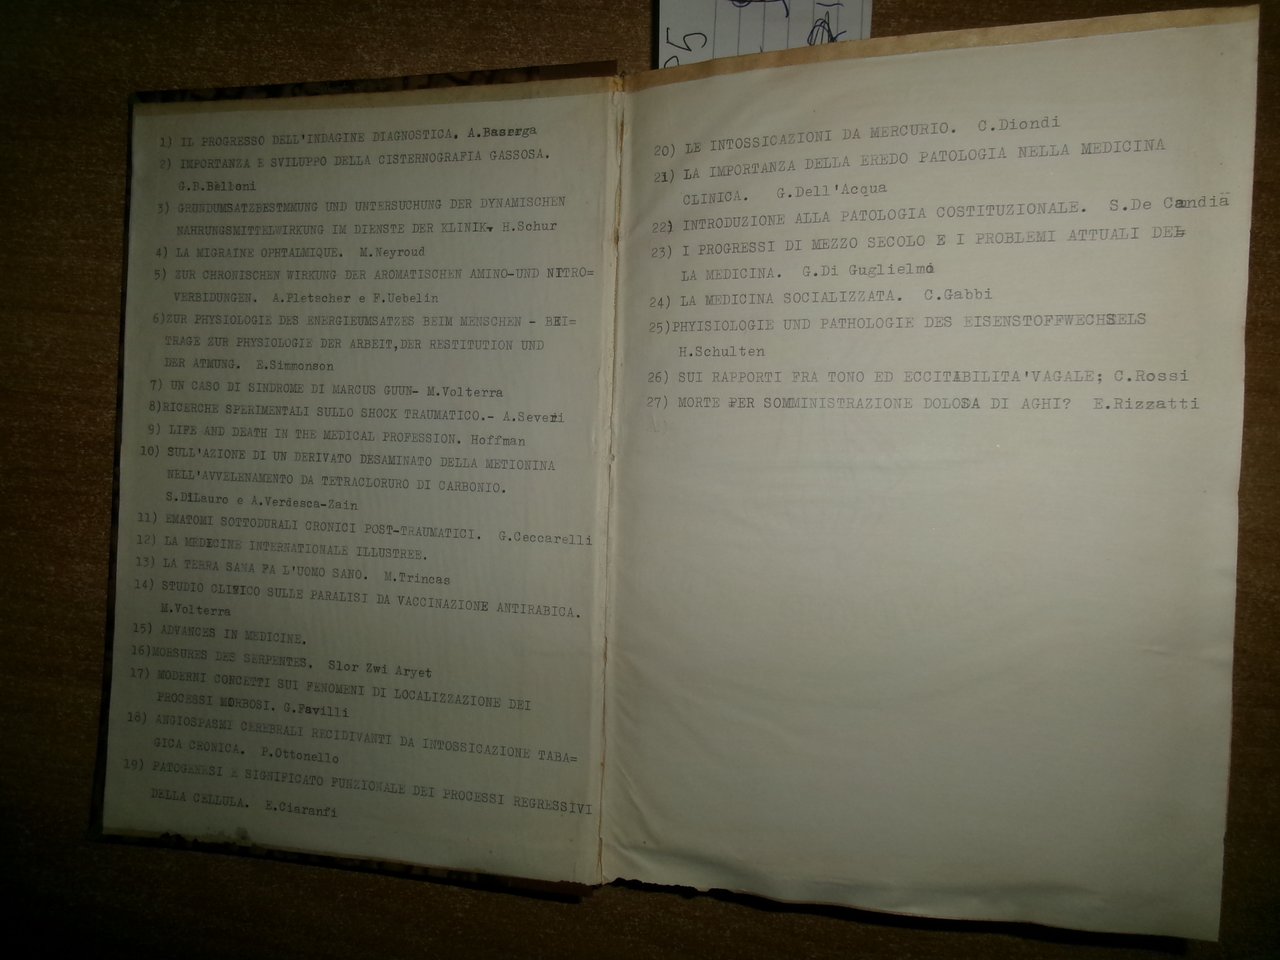 1) IL PROGRESSO DELL'INDAGINE DIAGNOSTICA. A.Baserga
2) IMPORTANZA E SVILUPPO DELLA CISTERNOGRAFIA GASSOSA.
G.B.Belloni
3) GRUNDUMSATZBESTMMUNG UND UNTERSUCHUNG DER DYNAMISCHEN
NAHRUNGSMITTELWIRKUNG IM DIENSTE DER KLINIK. H.Schur
4) LA MIGRAINE OPHTALMIQUE. M.Neyroud
5) ZUR CHRONISCHEN WIRKUNG DER AROMATISCHEN AMINO-UND NITRO=
VERBIDUNGEN. A.Pletscher e F.Uebelin
6)ZUR PHYSIOLOGIE DES ENERGIEUMSATZES BEIM MENSCHEN - BEI=
TRAGE ZUR PHYSIOLOGIE DER ARBEIT,DER RESTITUTION UND
DER ATMUNG. E.Simmonson
7) UN CASO DI SINDROME DI MARCUS GUUN- M.Volterra
8)RICERCHE SPERIMENTALI SULLO SHOCK TRAUMATICO.- A.Severi
9) LIFE AND DEATH IN THE MEDICAL PROFESSION. Hoffman
10) SULL'AZIONE DI UN DERIVATO DESAMINATO DELLA METIONINA
NELL'AVVELENAMENTO DA TETRACLORURO DI CARBONIO.
S.DiLauro e A.Verdesca-Zain
11) EMATOMI SOTTODURALI CRONICI POST-TRAUMATICI. G.Ceccarelli
12) LA MEDECINE INTERNATIONALE ILLUSTREE.
13) LA TERRA SANA FA L'UOMO SANO. M.Trincas
14) STUDIO CLINICO SULLE PARALISI DA VACCINAZIONE ANTIRABICA.
M.Volterra
15) ADVANCES IN MEDICINE.
16)MORSURES DES SERPENTES. Slor Zwi Aryet
17) MODERNI CONCETTI SUI FENOMENI DI LOCALIZZAZIONE DEI
PROCESSI MORBOSI. G.Favilli
18) ANGIOSPASMI CEREBRALI RECIDIVANTI DA INTOSSICAZIONE TABA=
GICA CRONICA. P.Ottonello
19) PATOGENESI E SIGNIFICATO FUNZIONALE DEI PROCESSI REGRESSIVI
DELLA CELLULA. E.Ciaranfi
20) LE INTOSSICAZIONI DA MERCURIO. C.Diondi
21) LA IMPORTANZA DELLA EREDO PATOLOGIA NELLA MEDICINA
CLINICA. G.Dell'Acqua
22) INTRODUZIONE ALLA PATOLOGIA COSTITUZIONALE. S.De Candia
23) I PROGRESSI DI MEZZO SECOLO E I PROBLEMI ATTUALI DEL
LA MEDICINA. G.Di Guglielmo
24) LA MEDICINA SOCIALIZZATA. C.Gabbi
25)PHYISIOLOGIE UND PATHOLOGIE DES EISENSTOFFWECHSELS
H.Schulten
26) SUI RAPPORTI FRA TONO ED ECCITABILITA'VAGALE; C.Rossi
27) MORTE PER SOMMINISTRAZIONE DOLOSA DI AGHI? E.Rizzatti